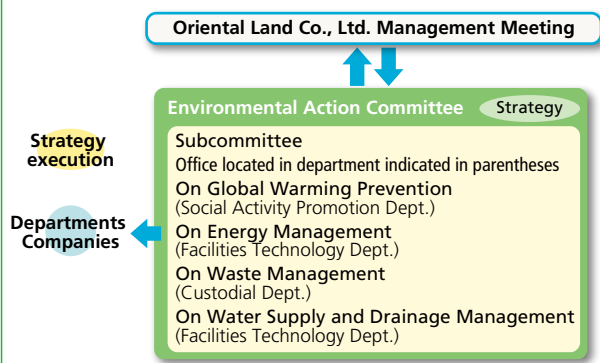 Oriental Land Co., Ltd. Management Meeting
Environmental Action Committee
Strategy
Strategy
execution
Departments
Companies
Subcommittee
Office located in department indicated in parentheses
On Global Warming Prevention
(Social Activity Promotion Dept.)
On Energy Management
(Facilities Technology Dept.)
On Waste Management
(Custodial Dept.)
On Water Supply and Drainage Management
(Facilities Technology Dept.)